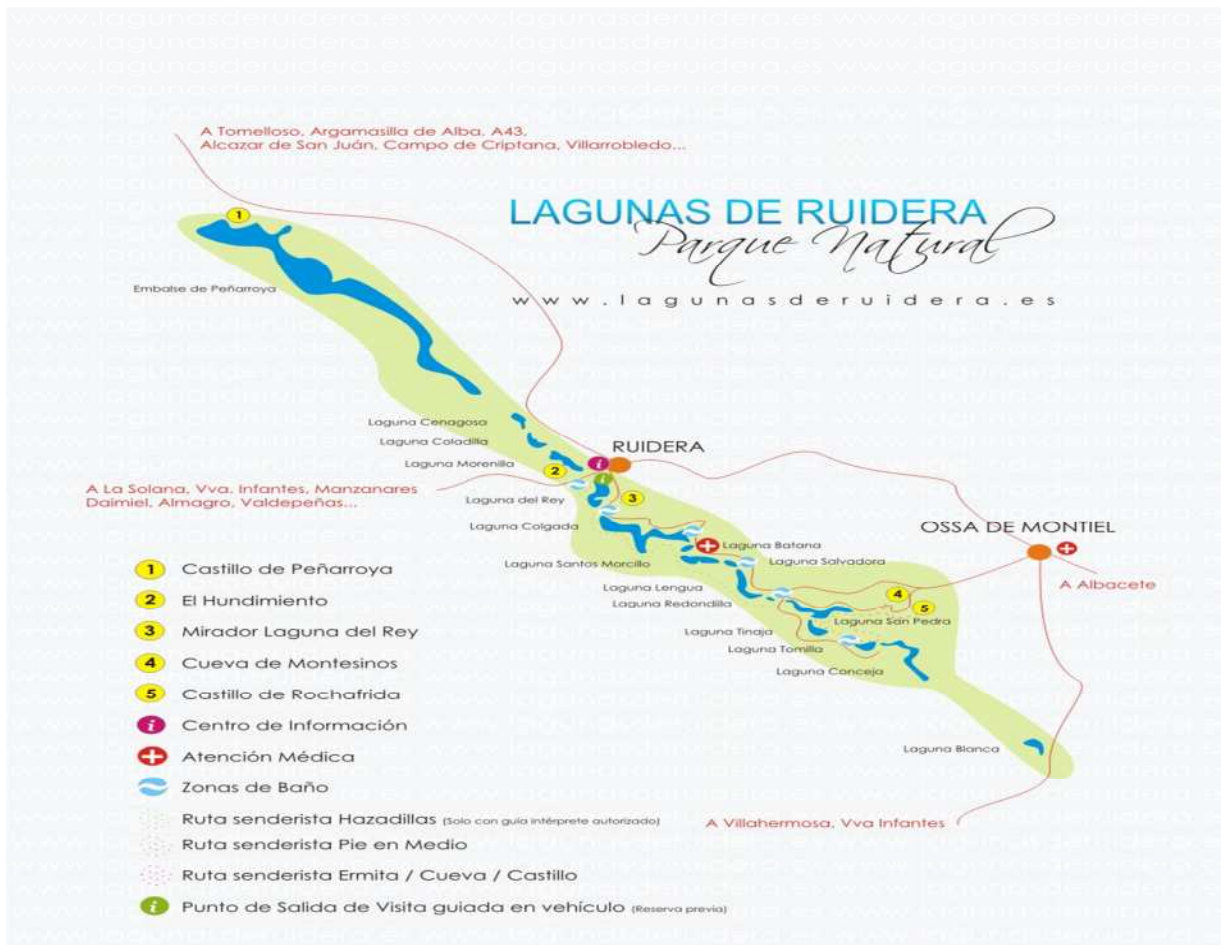 A Tomelloso, Argamasilla de Alba, A43,
Alcazar de San Juán, Campo de Criptana, Villarrobledo...
1
LAGUNAS DE RUIDERA
Parque Natural
www.lagunasderuidera.es
Embalse de Peñarroya
Laguna Cenagosa
Laguna Coladilla
Laguna Morenilla
2
i
RUIDERA
i
A La Solana, Vva. Infantes, Manzanares
Daimiel, Almagro, Valdepeñas...
Laguna del Rey
3
Laguna Colgada
OSSA DE MONTIEL
Laguna Batana
Laguna Santos Morcillo
Laguna Salvadora
A Albacete
Laguna Lengua
Laguna Redondilla
4
5
Laguna San Pedra
Laguna Tinaja
Laguna Tomilla
Laguna Conceja
Laguna Blanca
A Villahermosa, Vva Infantes
1 Castillo de Peñarroya
2 El Hundimiento
3 Mirador Laguna del Rey
4 Cueva de Montesinos
5 Castillo de Rochafrida
i Centro de Información
Atención Médica
Zonas de Baño
Ruta senderista Hazadillas (Solo con guía intérprete autorizado)
Ruta senderista Pie en Medio
Ruta senderista Ermita / Cueva / Castillo
i Punto de Salida de Visita guiada en vehículo (Reserva previa)